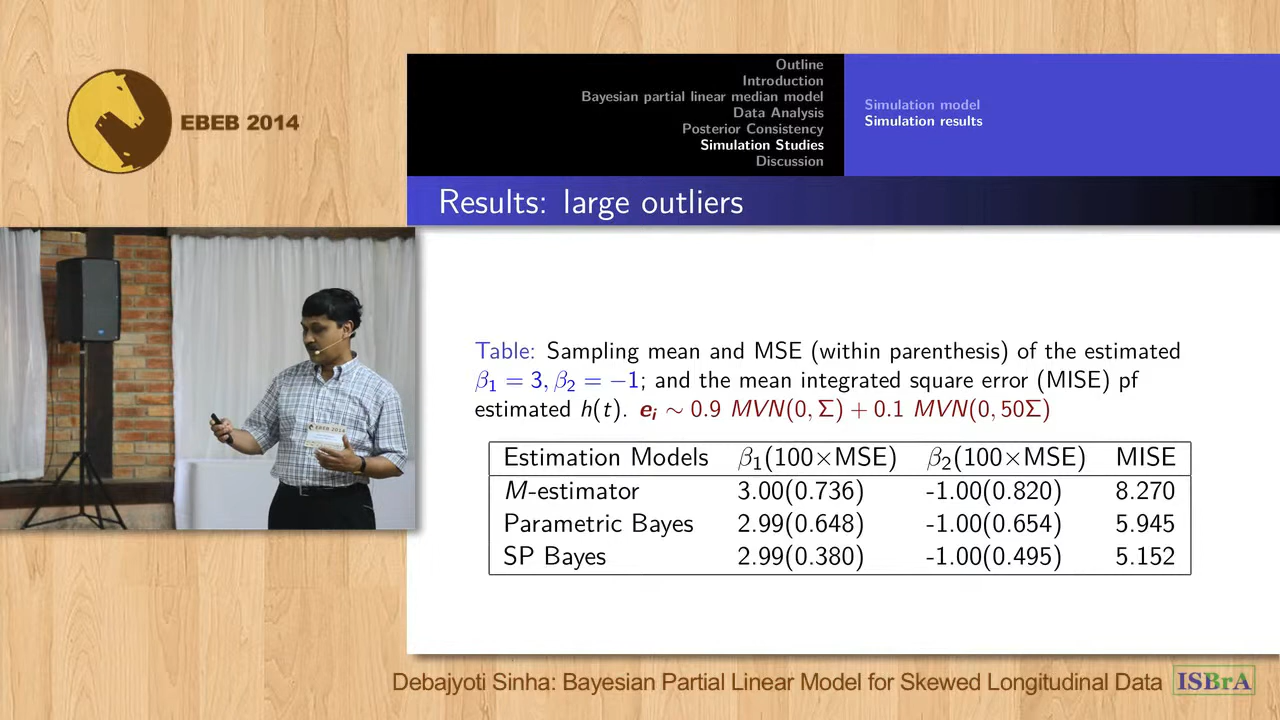 EBEB 2014
Outline
Introduction
Bayesian partial linear median model
Data Analysis
Posterior Consistency
Simulation Studies
Discussion
Simulation model
Simulation results
Results: large outliers
Table: Sampling mean and MSE (within parenthesis) of the estimated
β₁ = 3, β₂ = −1; and the mean integrated square error (MISE) pf
estimated h(t). eᵢ ∼ 0.9 MVN(0, Σ) + 0.1 MVN(0, 50Σ)
Estimation Models β₁(100×MSE) β₂(100×MSE) MISE
M-estimator 3.00(0.736) -1.00(0.820) 8.270
Parametric Bayes 2.99(0.648) -1.00(0.654) 5.945
SP Bayes 2.99(0.380) -1.00(0.495) 5.152
EBEB 2014
Debajyoti Sinha: Bayesian Partial Linear Model for Skewed Longitudinal Data ISBrA